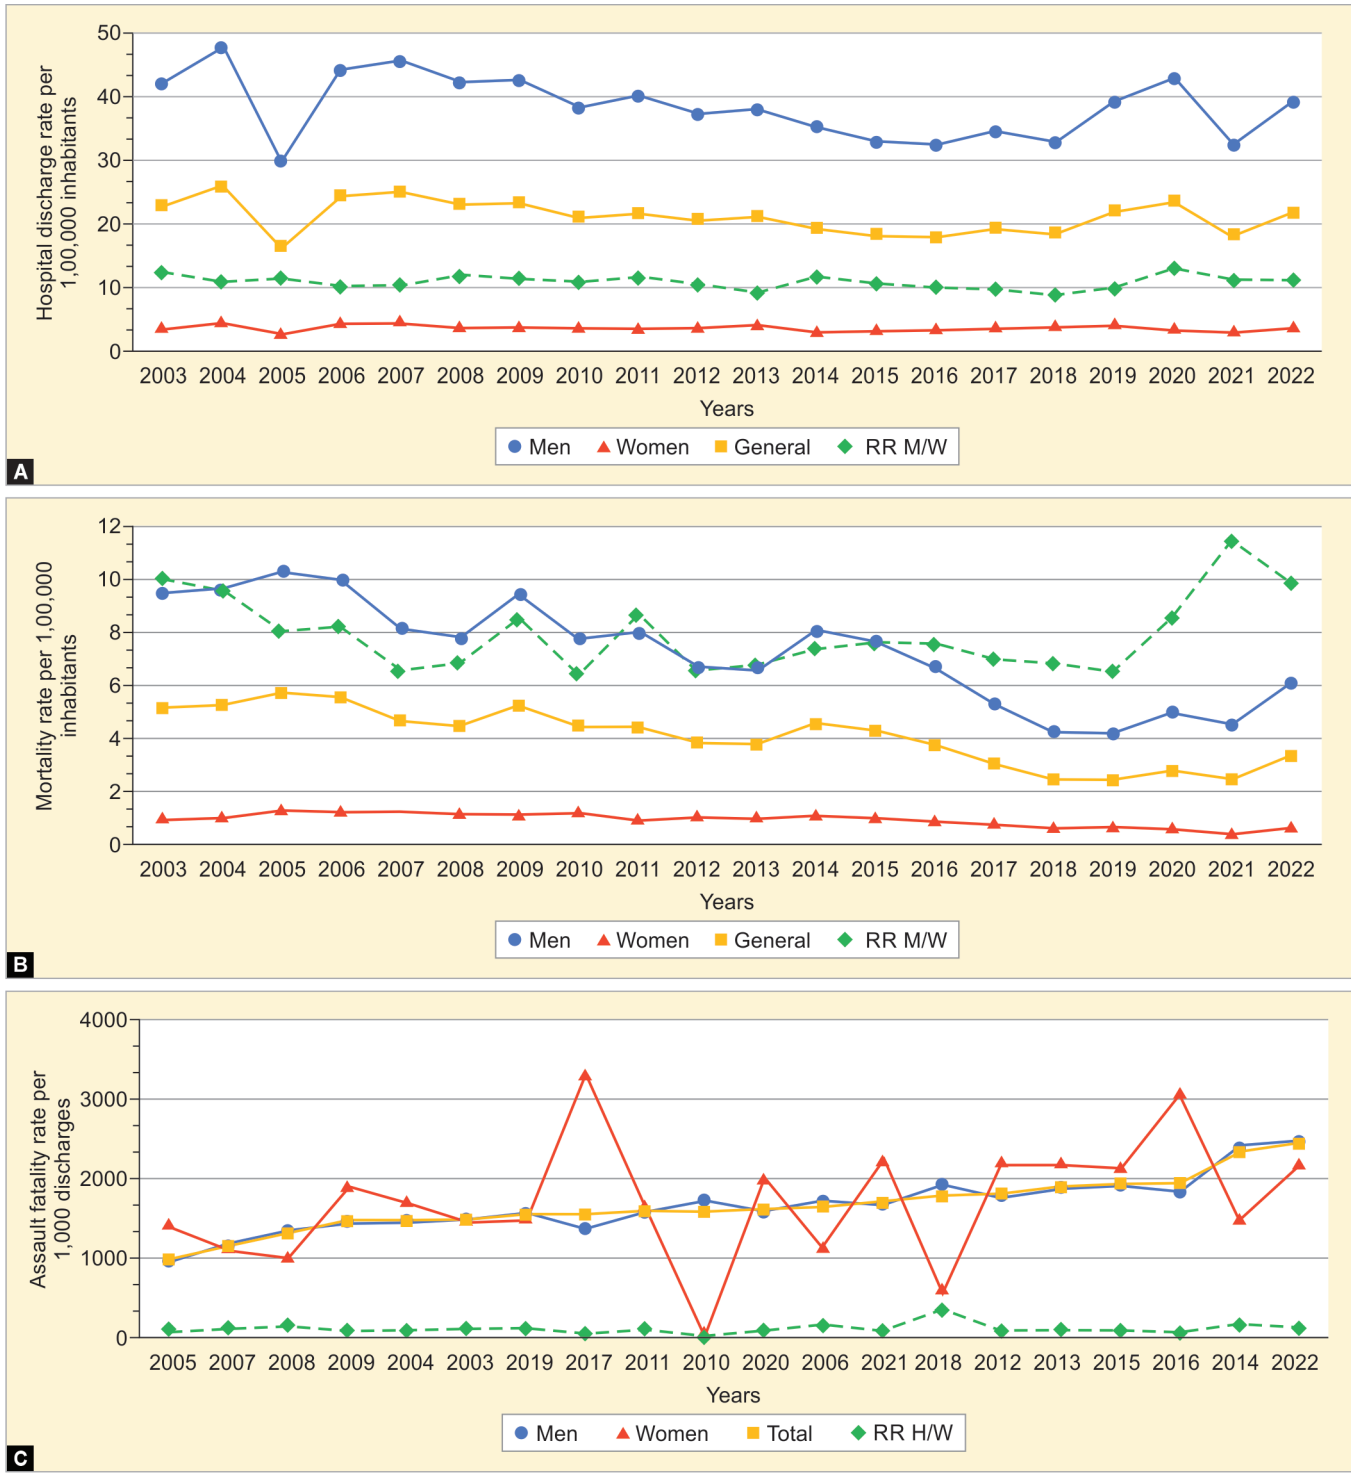 50
40
30
20
10
0
Hospital discharge rate per
1,00,000 inhabitants
2003 2004 2005 2006 2007 2008 2009 2010 2011 2012 2013 2014 2015 2016 2017 2018 2019 2020 2021 2022
Years
Men Women General RR M/W
A
12
10
8
6
4
2
0
Mortality rate per 1,00,000
inhabitants
2003 2004 2005 2006 2007 2008 2009 2010 2011 2012 2013 2014 2015 2016 2017 2018 2019 2020 2021 2022
Years
Men Women General RR M/W
B
4000
3000
2000
1000
0
Assault fatality rate per
1,000 discharges
2005 2007 2008 2009 2004 2003 2019 2017 2011 2010 2020 2006 2021 2018 2012 2013 2015 2016 2014 2022
Years
Men Women Total RR H/W
C